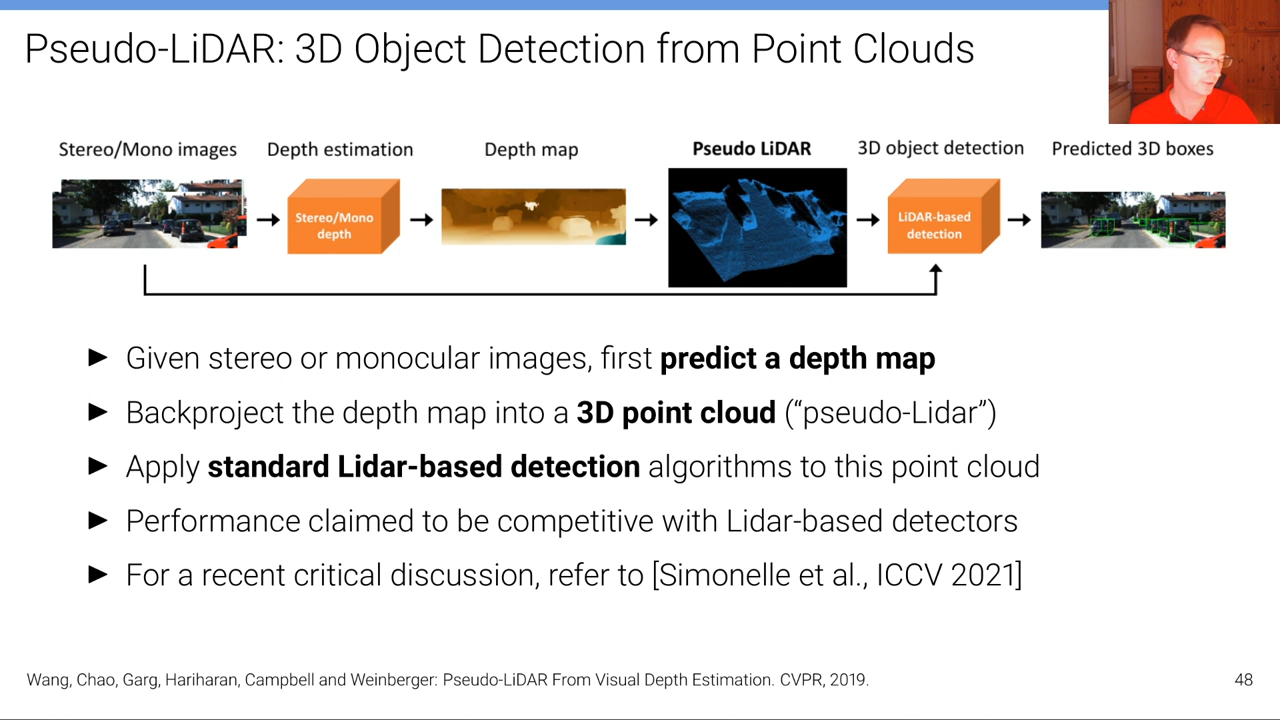 Pseudo-LiDAR: 3D Object Detection from Point Clouds
Stereo/Mono images
Depth estimation
Depth map
Pseudo LiDAR
3D object detection
Predicted 3D boxes
Stereo/Mono
depth
LiDAR-based
detection
► Given stereo or monocular images, first predict a depth map
► Backproject the depth map into a 3D point cloud (“pseudo-Lidar”)
► Apply standard Lidar-based detection algorithms to this point cloud
► Performance claimed to be competitive with Lidar-based detectors
► For a recent critical discussion, refer to [Simonelle et al., ICCV 2021]
Wang, Chao, Garg, Hariharan, Campbell and Weinberger: Pseudo-LiDAR From Visual Depth Estimation. CVPR, 2019.
48